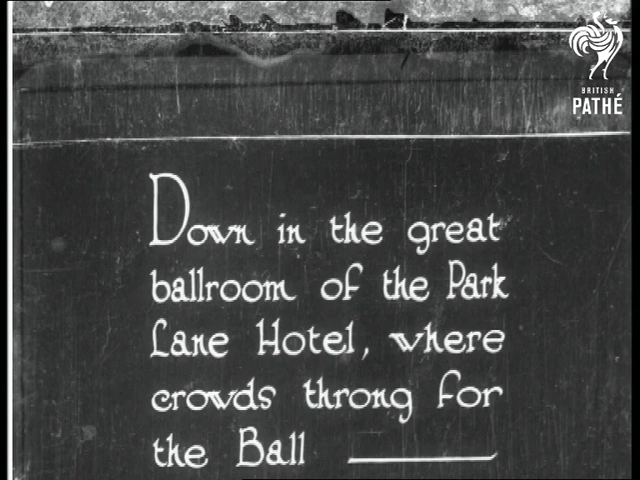 BRITISH
PATHÉ
Down in the great
ballroom of the Park
Lane Hotel, where
crowds throng for
the Ball